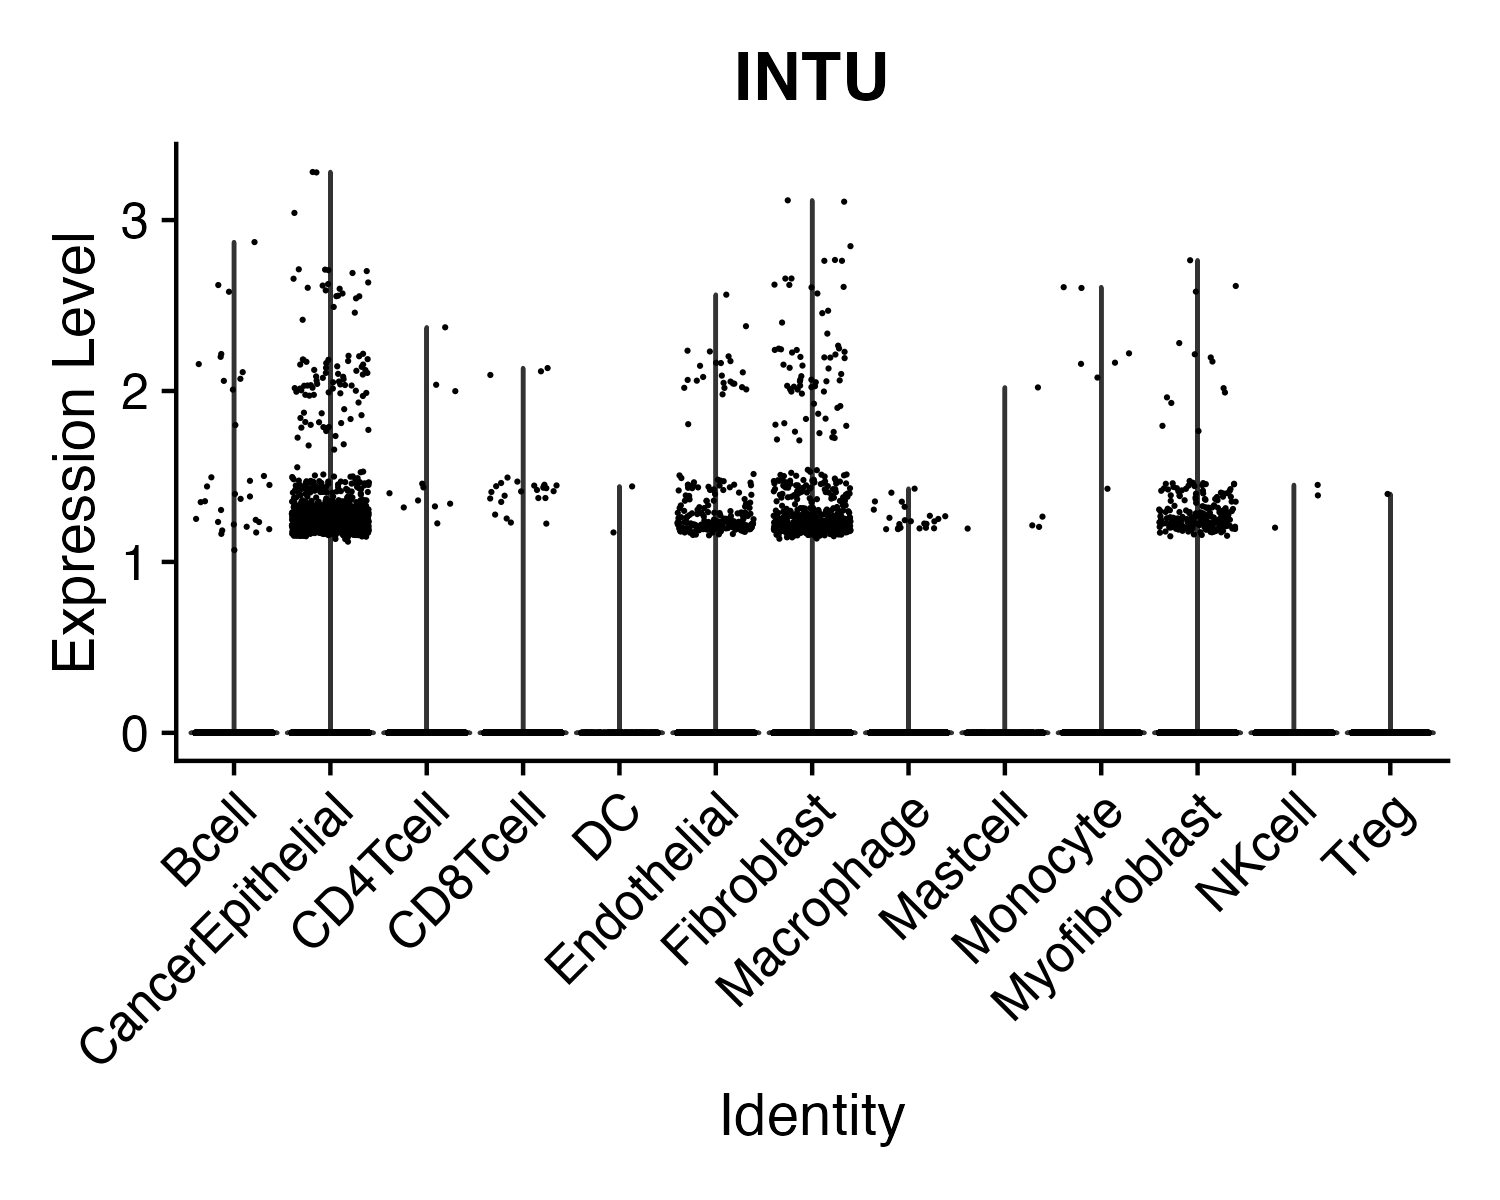 INTU
Expression Level
3
2
1
0
Bcell
CancerEpithelial
CD4Tcell
CD8Tcell
DC
Endothelial
Fibroblast
Macrophage
Mastcell
Monocyte
Myofibroblast
NKcell
Treg
Identity